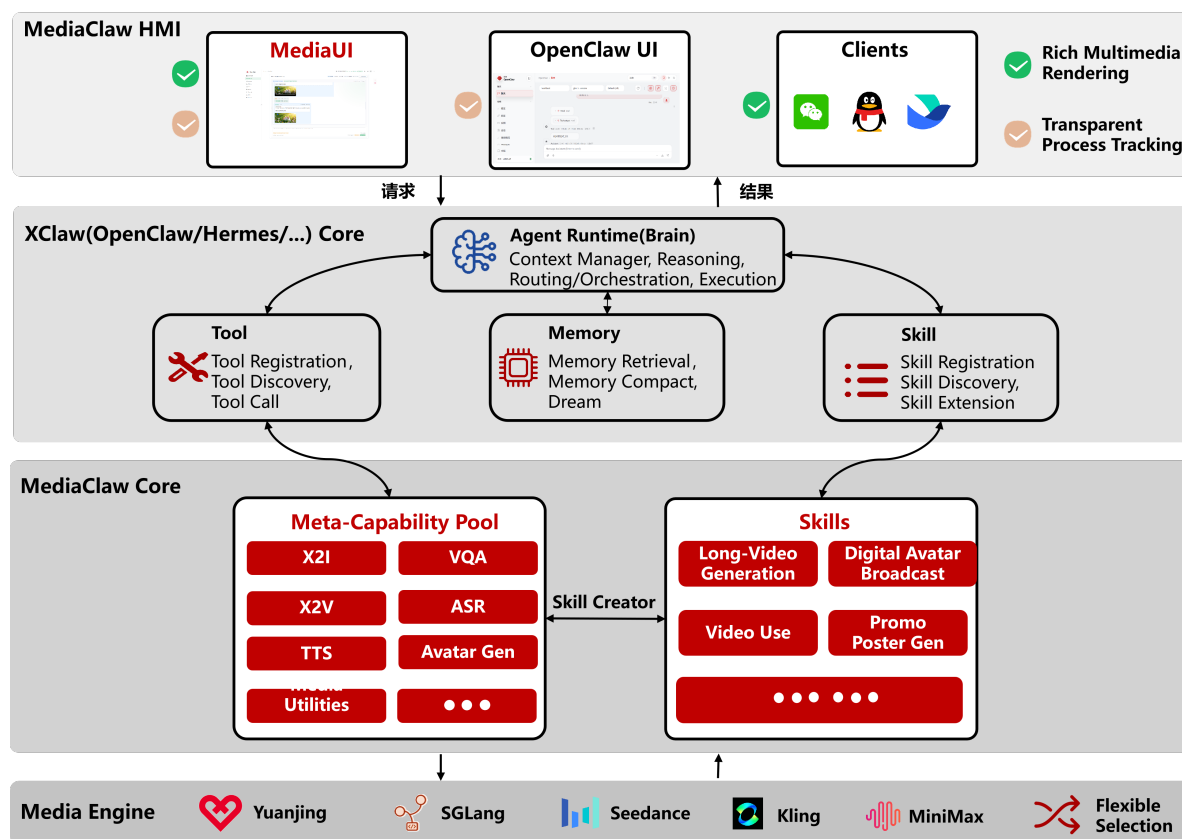 MediaClaw HMI
MediaUI
OpenClaw UI
Clients
Rich Multimedia
Rendering
Transparent
Process Tracking
请求
结果
XClaw(OpenClaw/Hermes/...) Core
Agent Runtime(Brain)
Context Manager, Reasoning,
Routing/Orchestration, Execution
Tool
Tool Registration,
Tool Discovery,
Tool Call
Memory
Memory Retrieval,
Memory Compact,
Dream
Skill
Skill Registration
Skill Discovery,
Skill Extension
MediaClaw Core
Meta-Capability Pool
X2I
VQA
X2V
ASR
TTS
Avatar Gen
Media
Utilities
Skill Creator
Skills
Long-Video
Generation
Digital Avatar
Broadcast
Video Use
Promo
Poster Gen
Media Engine
Yuanjing
SGLang
Seedance
Kling
MiniMax
Flexible
Selection